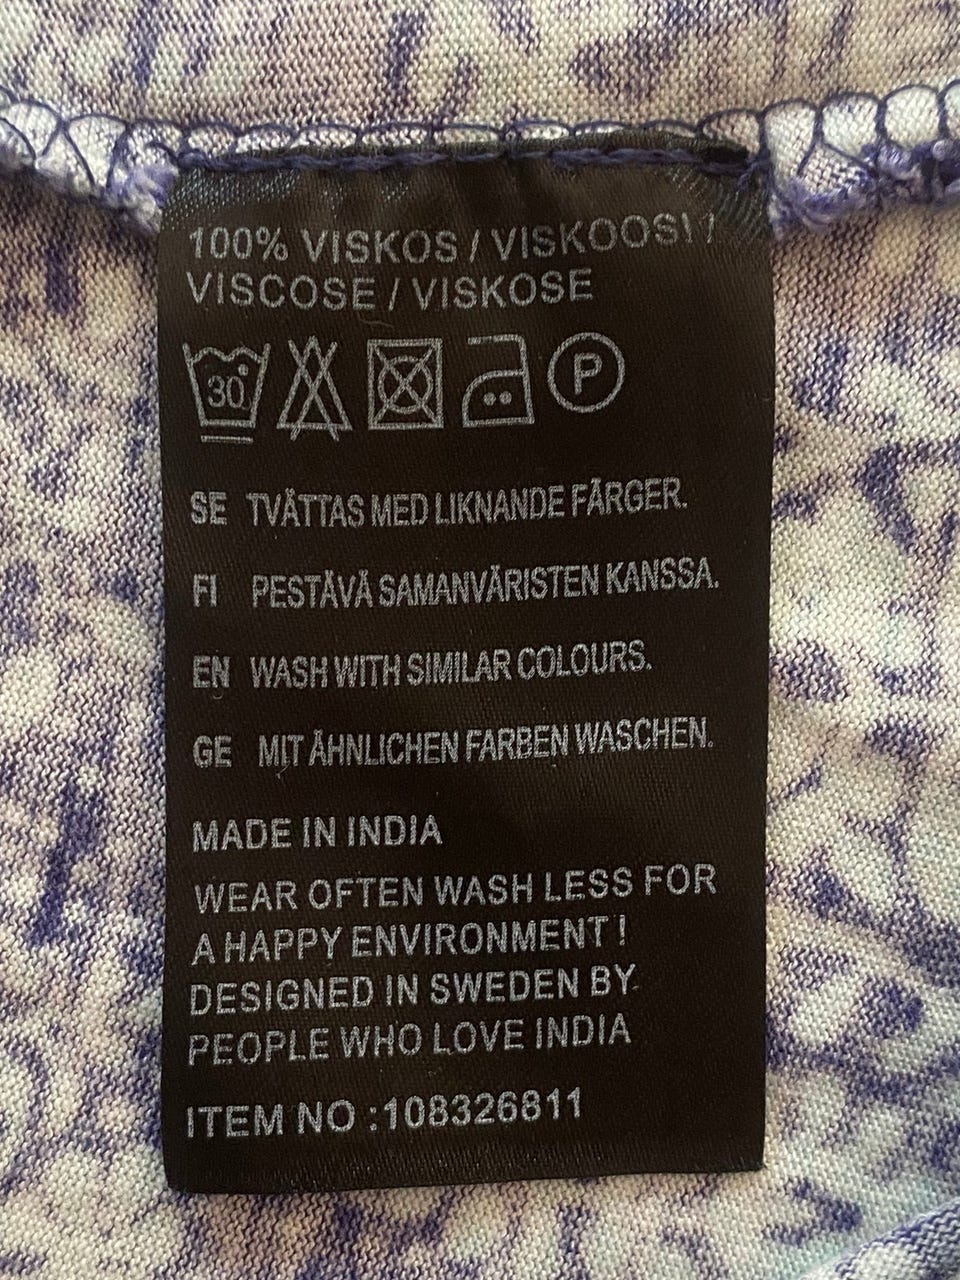 100% VISKOS / VISKOOSI /
VISCOSE / VISKOSE
30 P
SE TVÄTTAS MED LIKNANDE FÄRGER.
FI PESTÄVÄ SAMANVÄRISTEN KANSSA.
EN WASH WITH SIMILAR COLOURS.
GE MIT ÄHNLICHEN FARBEN WASCHEN.
MADE IN INDIA
WEAR OFTEN WASH LESS FOR
A HAPPY ENVIRONMENT !
DESIGNED IN SWEDEN BY
PEOPLE WHO LOVE INDIA
ITEM NO :108326811